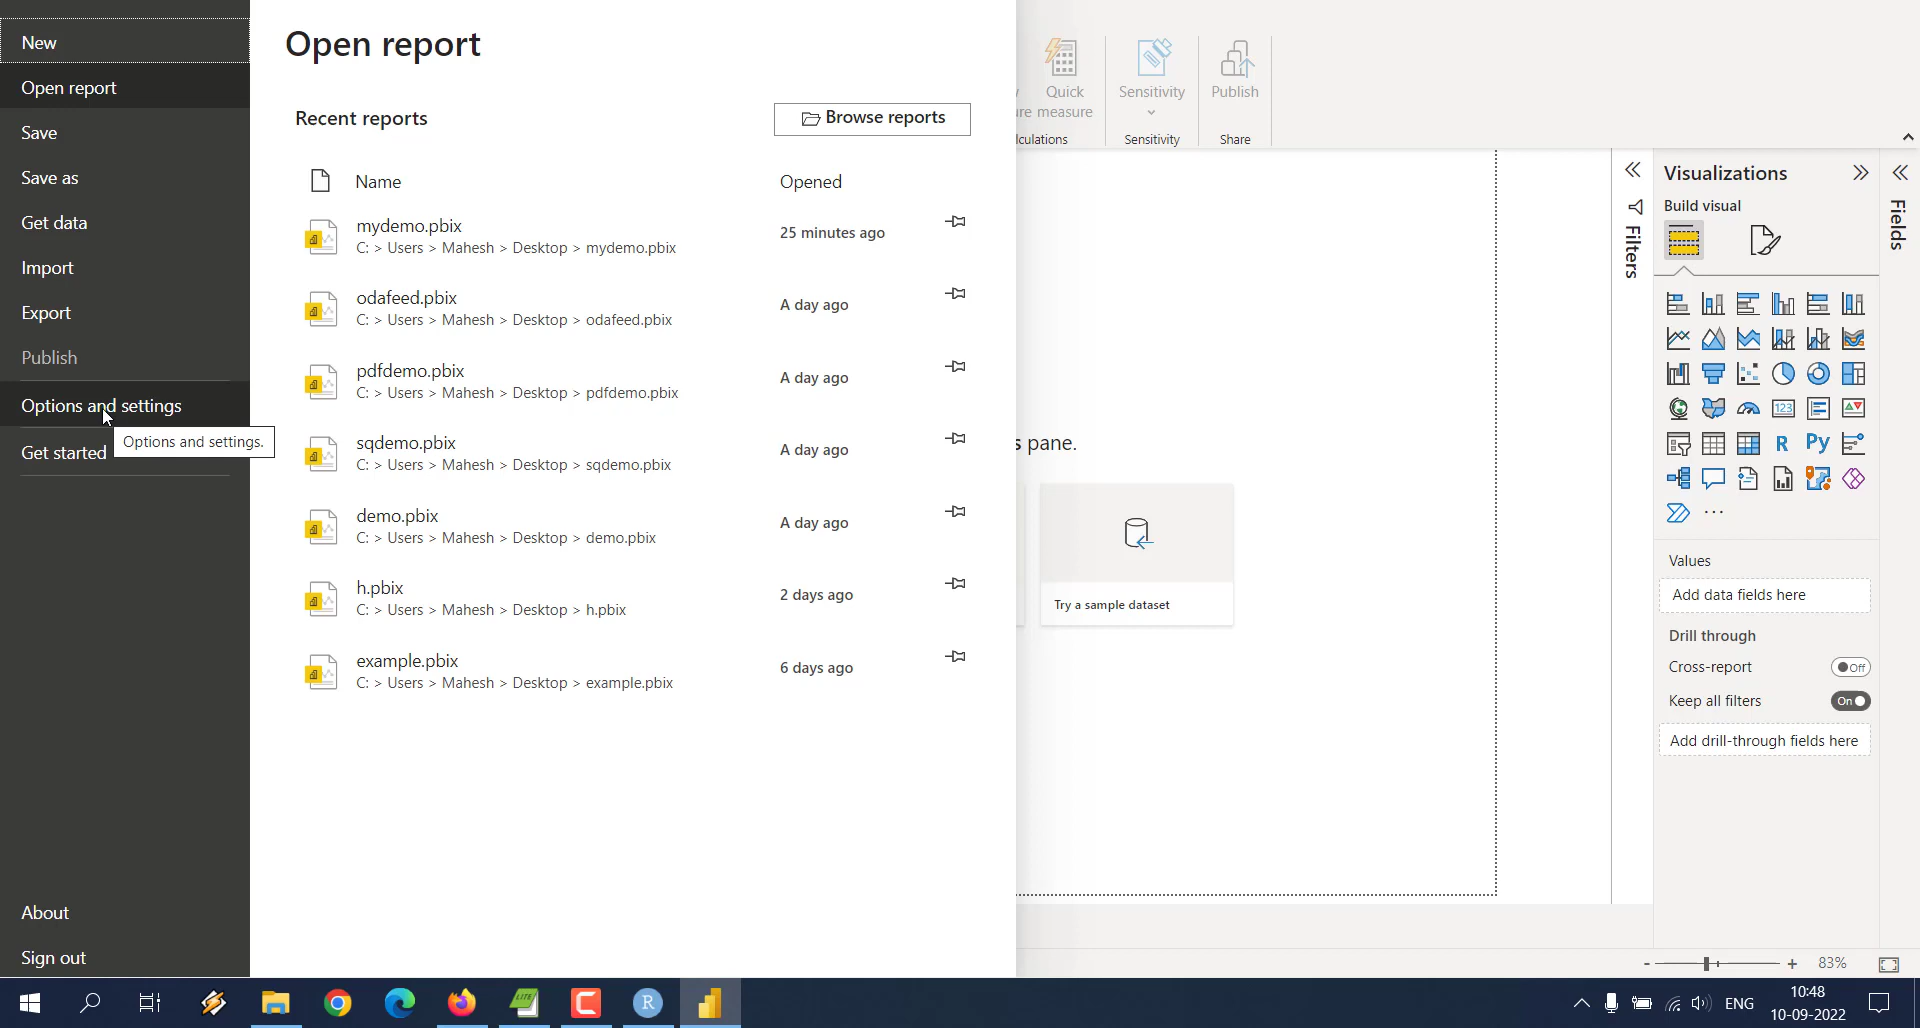 New
Open report
Save
Save as
Get data
Import
Export
Publish
Options and settings
Options and settings.
Get started
About
Sign out
Open report
Recent reports
Browse reports
Name
Opened
mydemo.pbix
C: > Users > Mahesh > Desktop > mydemo.pbix
25 minutes ago
odafeed.pbix
C: > Users > Mahesh > Desktop > odafeed.pbix
A day ago
pdfdemo.pbix
C: > Users > Mahesh > Desktop > pdfdemo.pbix
A day ago
sqdemo.pbix
C: > Users > Mahesh > Desktop > sqdemo.pbix
A day ago
demo.pbix
C: > Users > Mahesh > Desktop > demo.pbix
A day ago
h.pbix
C: > Users > Mahesh > Desktop > h.pbix
2 days ago
example.pbix
C: > Users > Mahesh > Desktop > example.pbix
6 days ago
Quick
re measure
lculations
Sensitivity
Sensitivity
Publish
Share
s pane.
Try a sample dataset
Filters
Visualizations
Build visual
123
R
Py
Values
Add data fields here
Drill through
Cross-report
Off
Keep all filters
On
Add drill-through fields here
Fields
- + 83%
LITE
R
ENG
10:48
10-09-2022